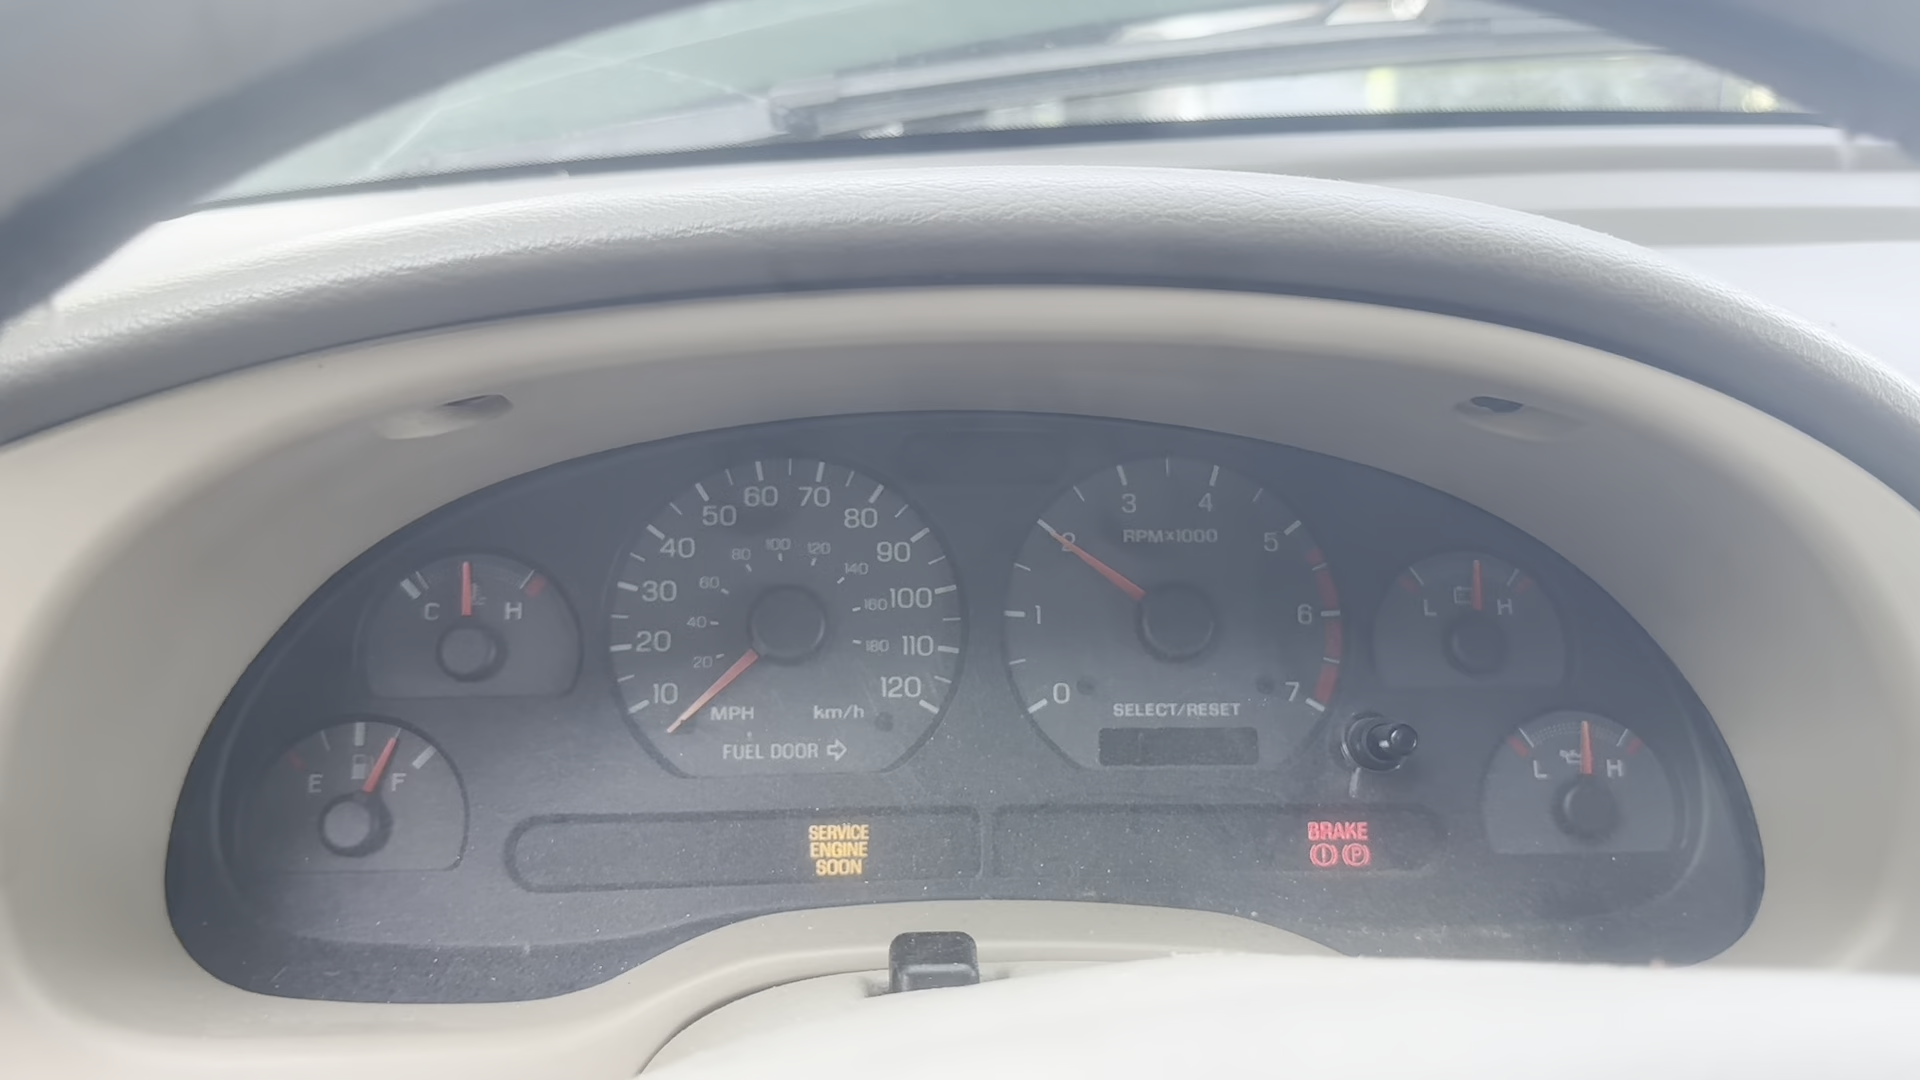 C H
E F
10 20 30 40 50 60 70 80 90 100 110 120
20 40 60 80 100 120 140 160 180
MPH km/h
FUEL DOOR
0 1 2 3 4 5 6 7
RPM×1000
SELECT/RESET
L H
L H
SERVICE
ENGINE
SOON
BRAKE
(!) (P)